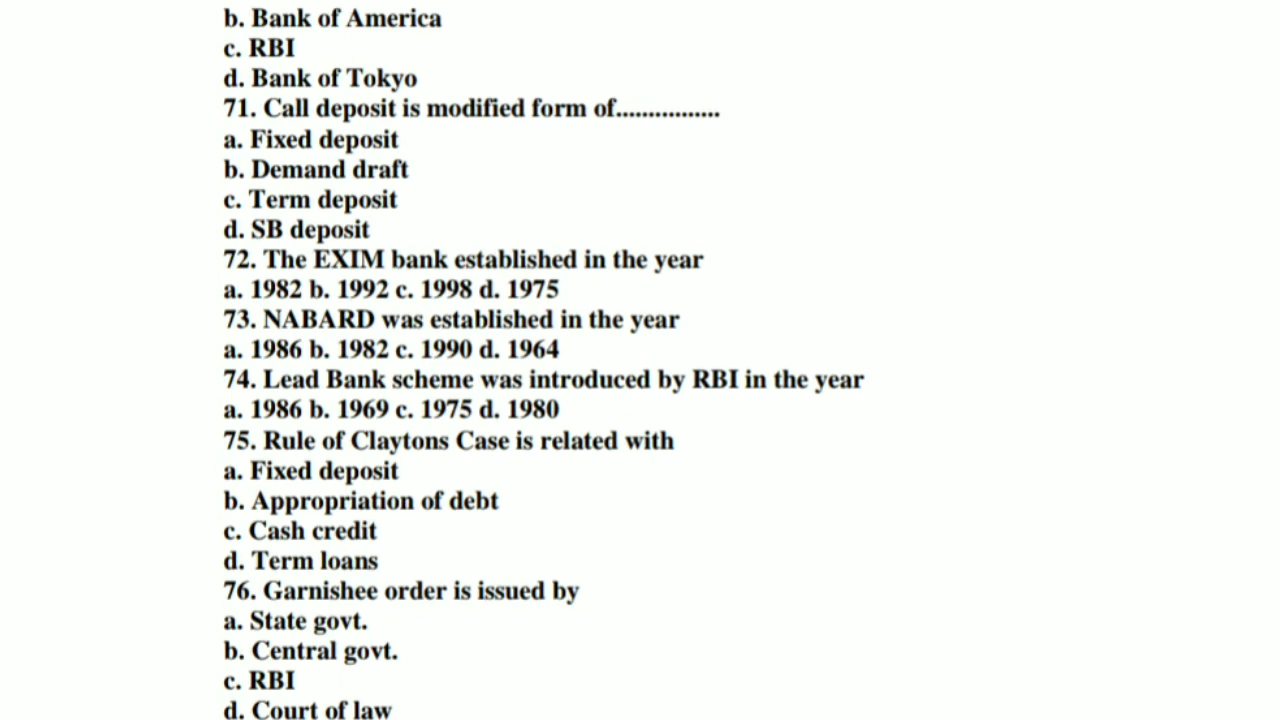 b. Bank of America
c. RBI
d. Bank of Tokyo
71. Call deposit is modified form of................
a. Fixed deposit
b. Demand draft
c. Term deposit
d. SB deposit
72. The EXIM bank established in the year
a. 1982 b. 1992 c. 1998 d. 1975
73. NABARD was established in the year
a. 1986 b. 1982 c. 1990 d. 1964
74. Lead Bank scheme was introduced by RBI in the year
a. 1986 b. 1969 c. 1975 d. 1980
75. Rule of Claytons Case is related with
a. Fixed deposit
b. Appropriation of debt
c. Cash credit
d. Term loans
76. Garnishee order is issued by
a. State govt.
b. Central govt.
c. RBI
d. Court of law